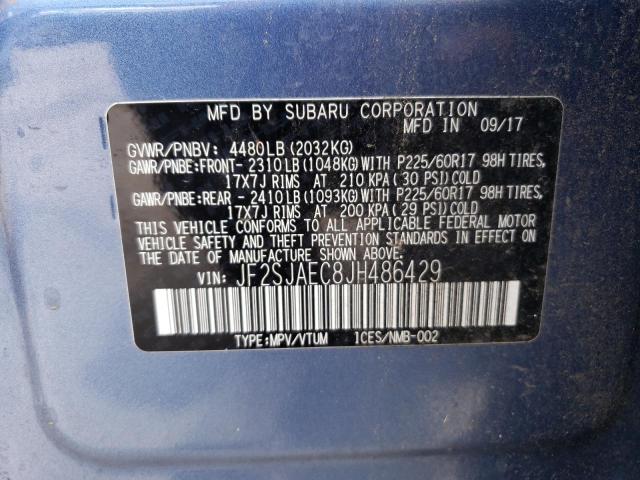 MFD BY SUBARU CORPORATION
MFD IN 09/17
GVWR/PNBV: 4480LB(2032KG)
GAWR/PNBE:FRONT- 2310LB(1048KG)WITH P225/60R17 98H TIRES,
17X7J RIMS AT 210KPA(30 PSI)COLD
GAWR/PNBE:REAR - 2410LB(1093KG)WITH P225/60R17 98H TIRES,
17X7J RIMS AT 200KPA(29 PSI)COLD
THIS VEHICLE CONFORMS TO ALL APPLICABLE FEDERAL MOTOR
VEHICLE SAFETY AND THEFT PREVENTION STANDARDS IN EFFECT ON
THE DATE OF MANUFACTURE SHOWN ABOVE.
VIN: JF2SJAEC8JH486429
TYPE:MPV/VTUM ICES/NMB-002